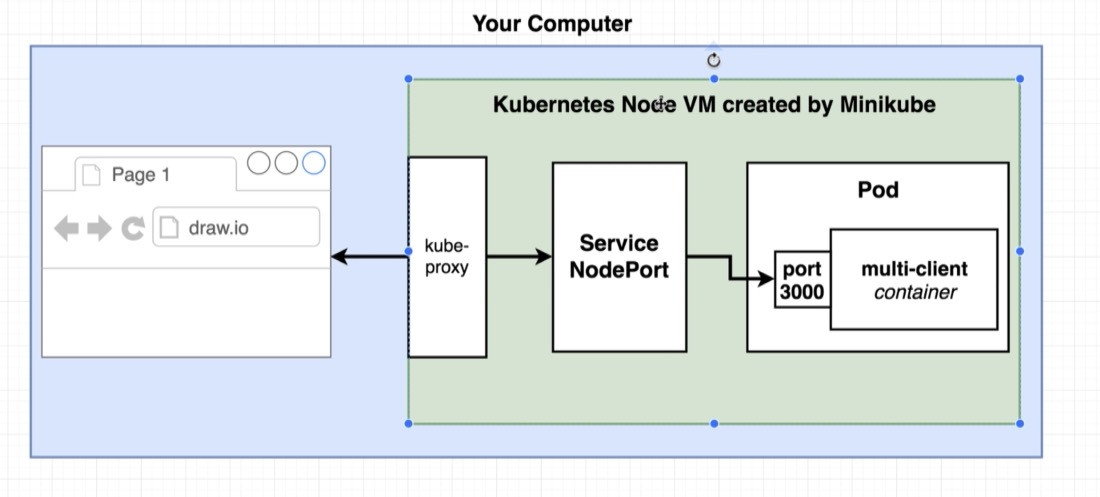 Your Computer
Kubernetes Node VM created by Minikube
Page 1
draw.io
kube-
proxy
Service
NodePort
Pod
port
3000
multi-client
container